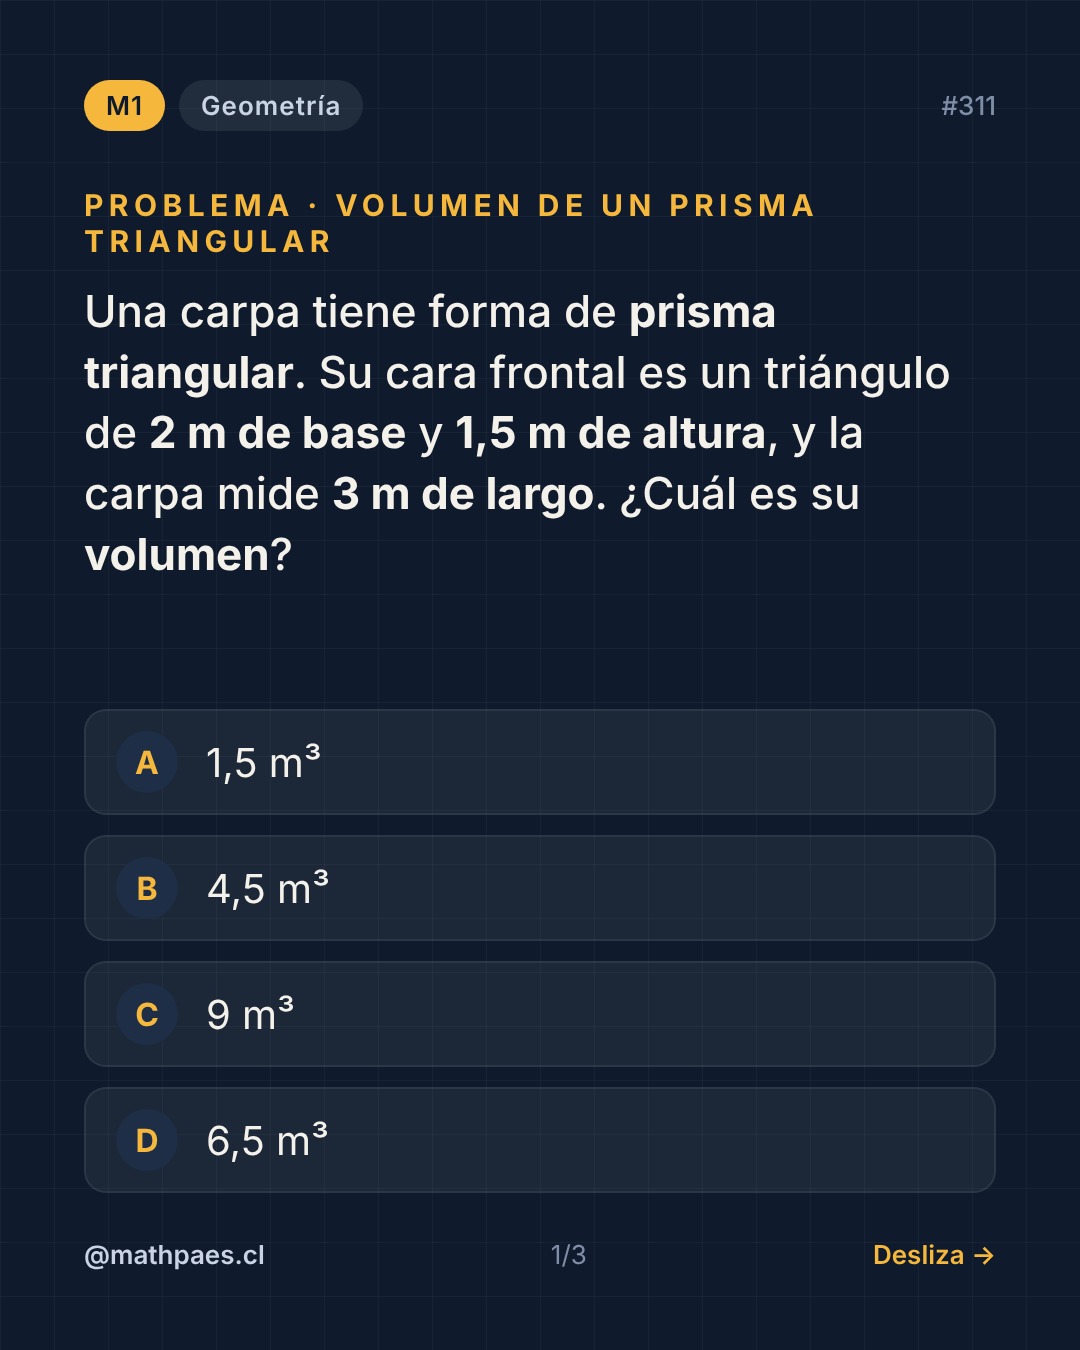 M1 Geometría #311
PROBLEMA · VOLUMEN DE UN PRISMA
TRIANGULAR
Una carpa tiene forma de prisma
triangular. Su cara frontal es un triángulo
de 2 m de base y 1,5 m de altura, y la
carpa mide 3 m de largo. ¿Cuál es su
volumen?
A 1,5 m³
B 4,5 m³
C 9 m³
D 6,5 m³
@mathpaes.cl 1/3 Desliza →